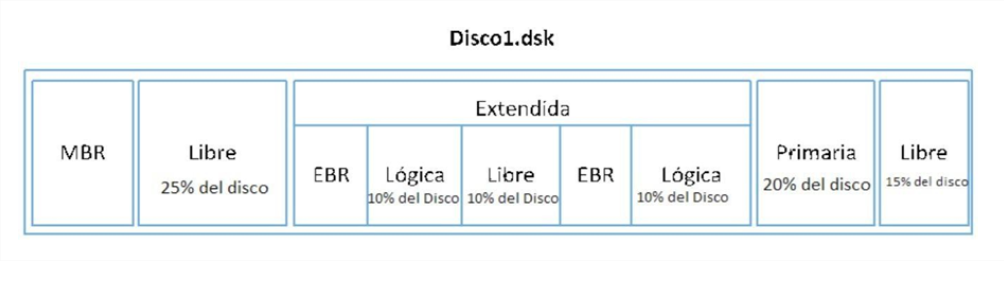 Disco1.dsk
MBR
Libre
25% del disco
Extendida
EBR
Lógica
10% del Disco
Libre
10% del Disco
EBR
Lógica
10% del Disco
Primaria
20% del disco
Libre
15% del disco